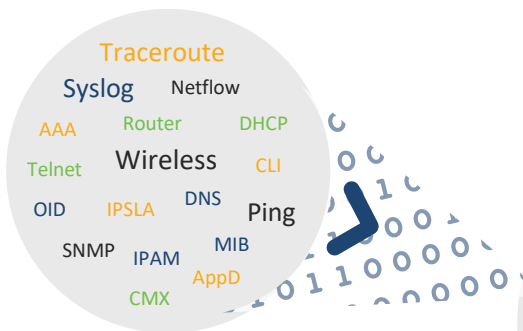 Traceroute
Syslog Netflow
AAA Router DHCP
Telnet Wireless CLI
OID IPSLA DNS Ping
SNMP IPAM MIB
AppD
CMX